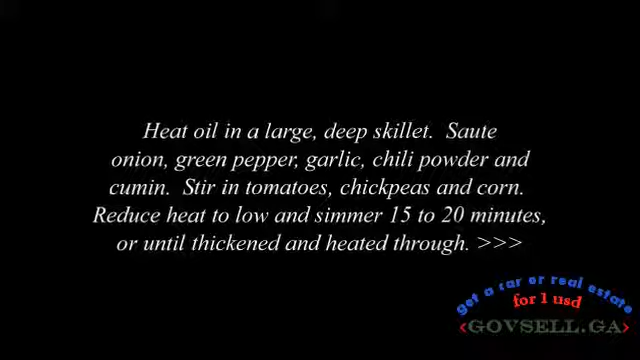 Heat oil in a large, deep skillet.  Saute
onion, green pepper, garlic, chili powder and
cumin.  Stir in tomatoes, chickpeas and corn.
Reduce heat to low and simmer 15 to 20 minutes,
or until thickened and heated through. >>>
get a car or real estate
for 1 usd
<GOVSELL.GA>